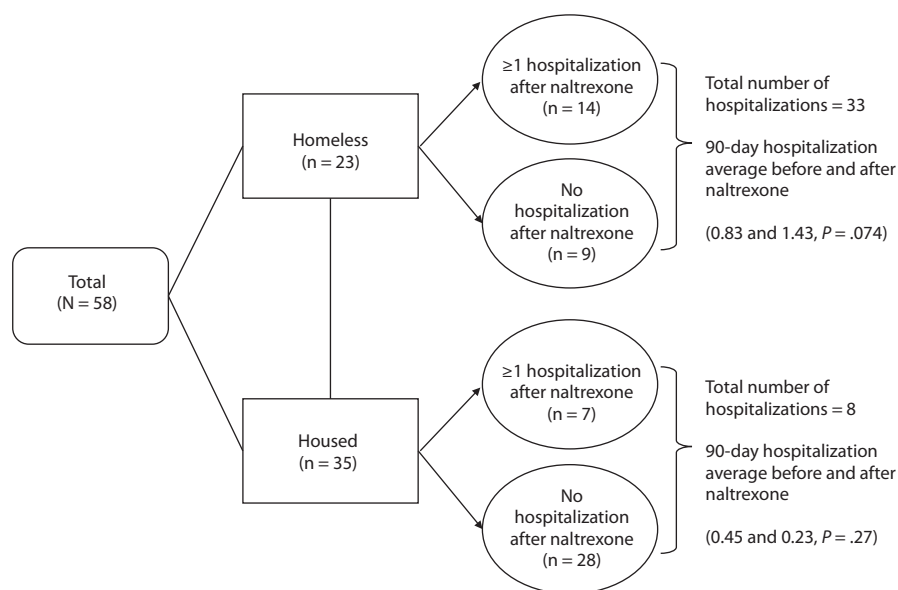 Total
(N = 58)
Homeless
(n = 23)
Housed
(n = 35)
≥1 hospitalization
after naltrexone
(n = 14)
No
hospitalization
after naltrexone
(n = 9)
Total number of
hospitalizations = 33
90-day hospitalization
average before and after
naltrexone
(0.83 and 1.43, P = .074)
≥1 hospitalization
after naltrexone
(n = 7)
No
hospitalization
after naltrexone
(n = 28)
Total number of
hospitalizations = 8
90-day hospitalization
average before and after
naltrexone
(0.45 and 0.23, P = .27)